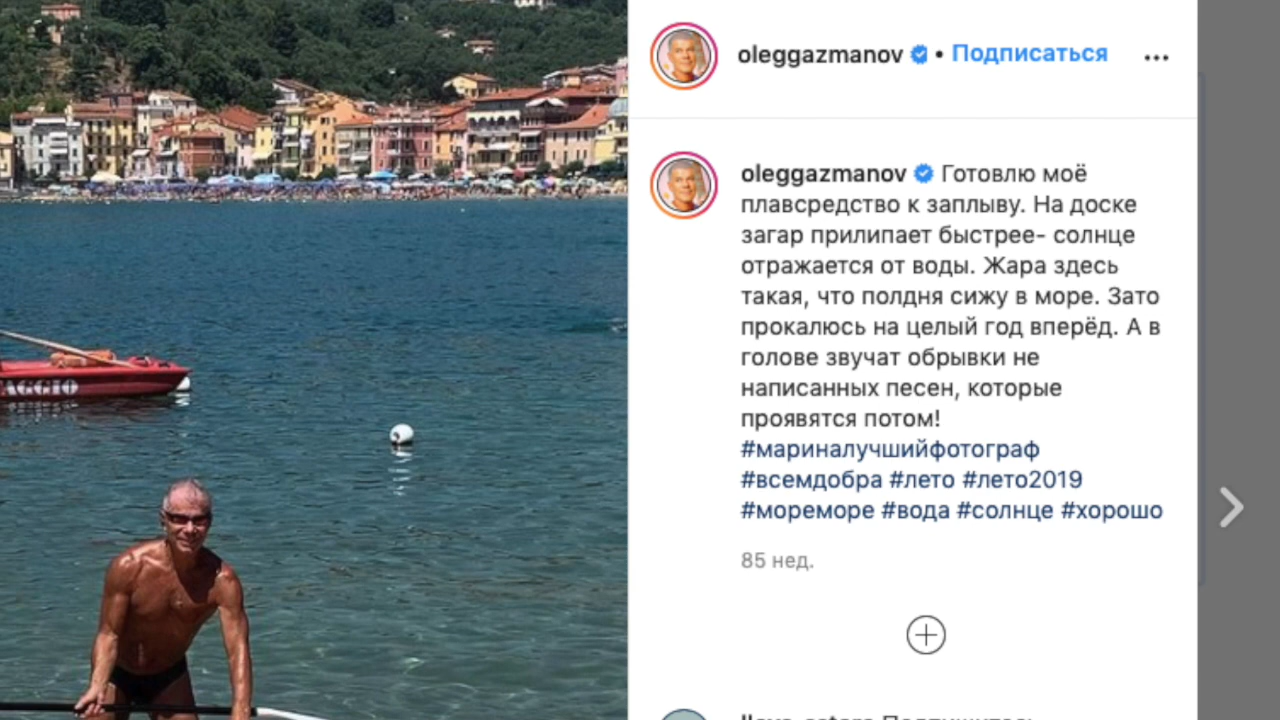 oleggazmanov • Подписаться
oleggazmanov Готовлю моё
плавсредство к заплыву. На доске
загар прилипает быстрее- солнце
отражается от воды. Жара здесь
такая, что полдня сижу в море. Зато
прокалюсь на целый год вперёд. А в
голове звучат обрывки не
написанных песен, которые
проявятся потом!
#мариналучшийфотограф
#всемдобра #лето #лето2019
#мореморе #вода #солнце #хорошо
85 нед.
AGGIO